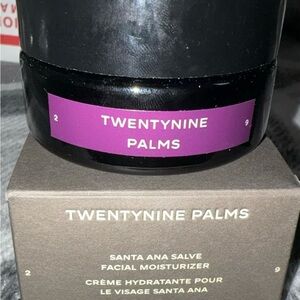 TWENTYNINE
2 9
PALMS
TWENTYNINE PALMS
SANTA ANA SALVE
FACIAL MOISTURIZER
2 9
CRÈME HYDRATANTE POUR
LE VISAGE SANTA ANA